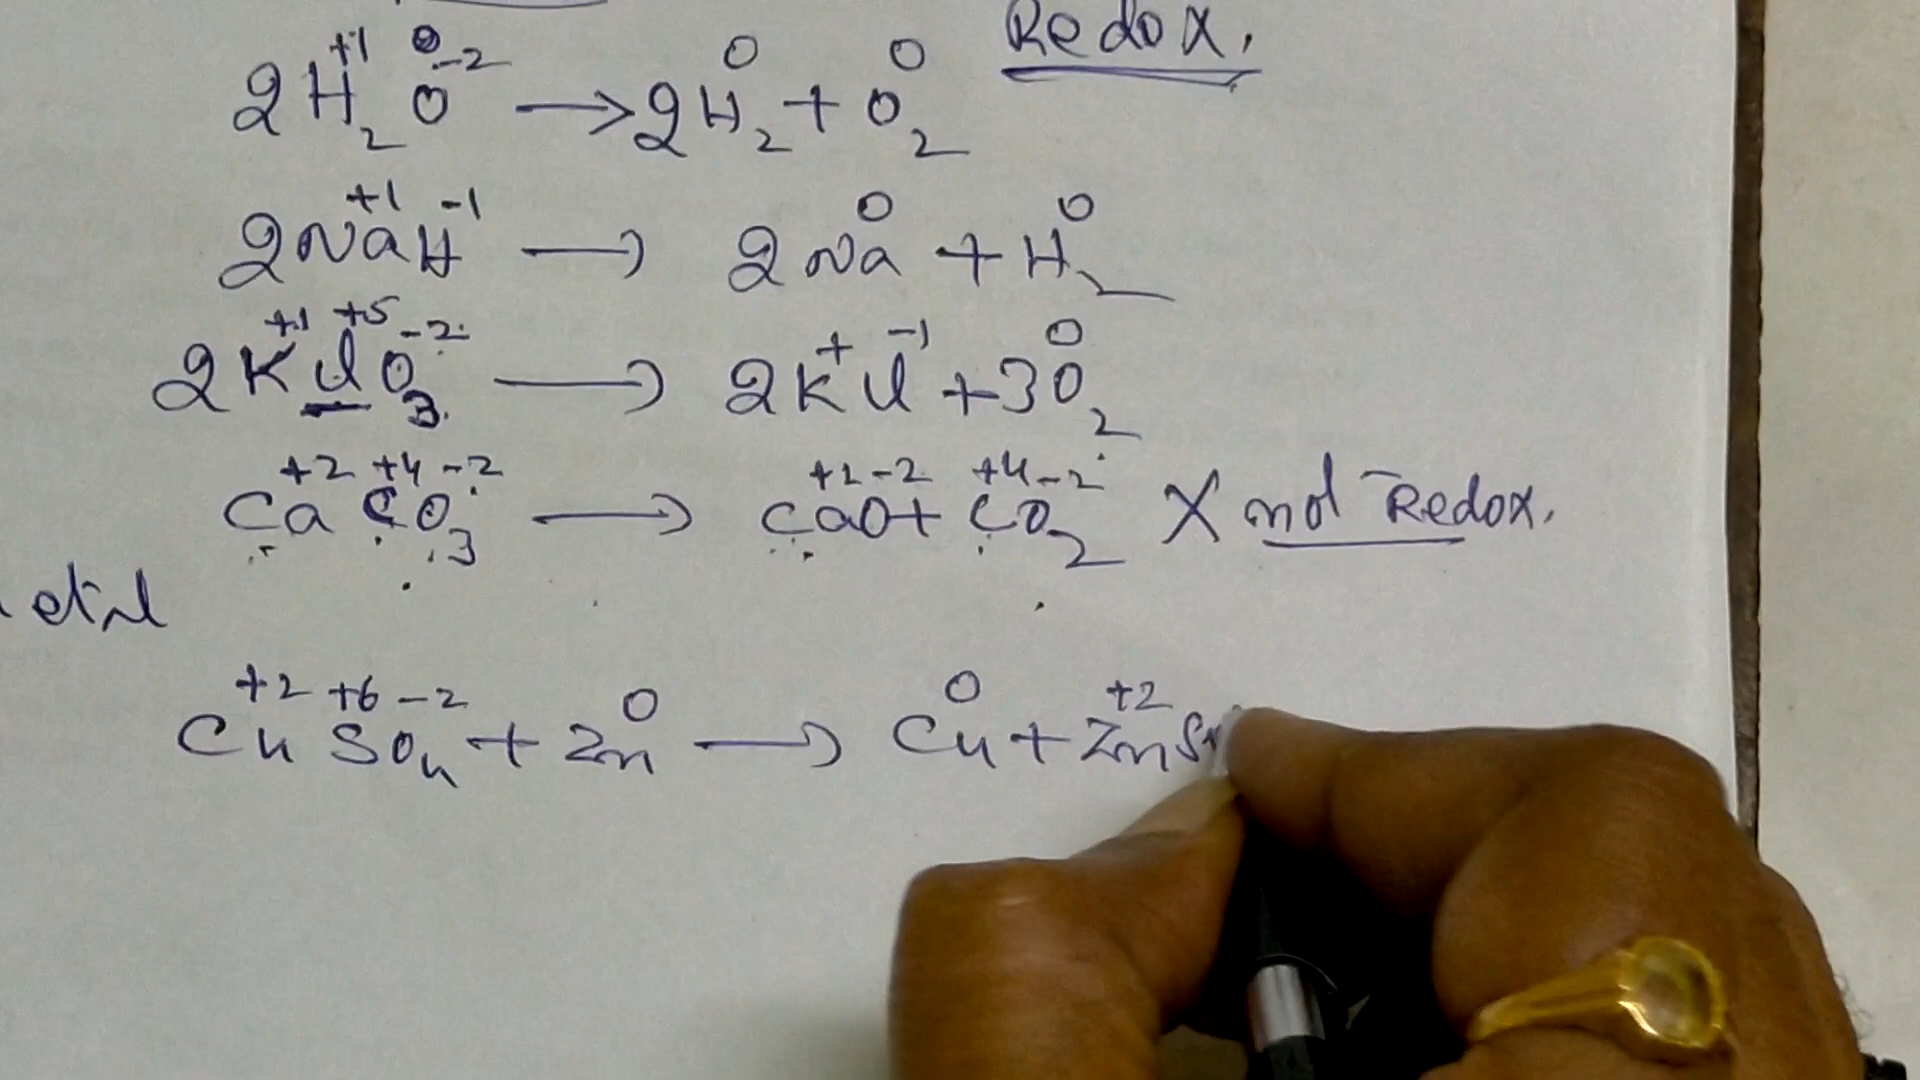 Redox.
+1 -2 0 0
2H2O → 2H2 + O2
+1 -1 0 0
2NaH → 2Na + H2
+1 +5 -2 + -1 0
2KClO3 → 2KCl + 3O2
+2 +4 -2 +2 -2 +4 -2
CaCO3 → CaO + CO2 X not Redox.
+2 +6 -2 0 0 +2
CuSO4 + Zn → Cu + ZnS